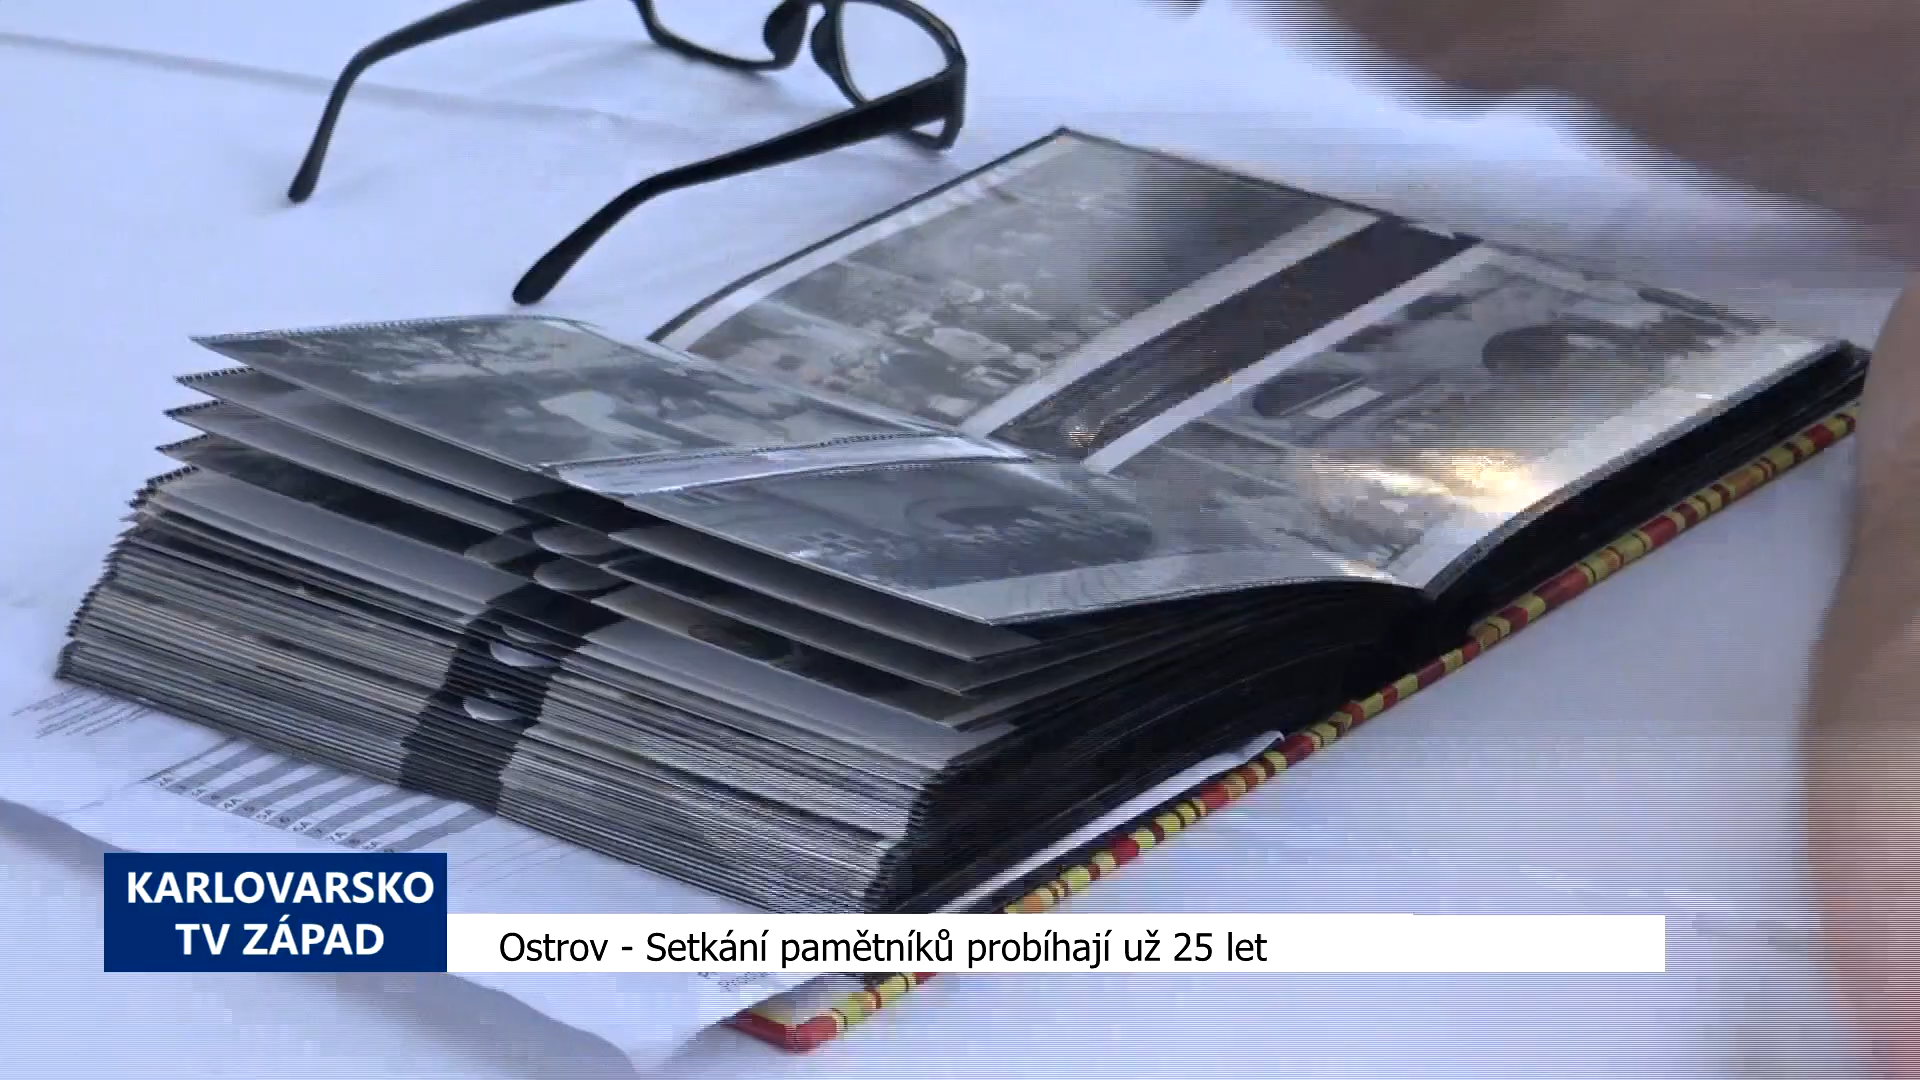 KARLOVARSKO
TV ZÁPAD
Ostrov - Setkání pamětníků probíhají už 25 let